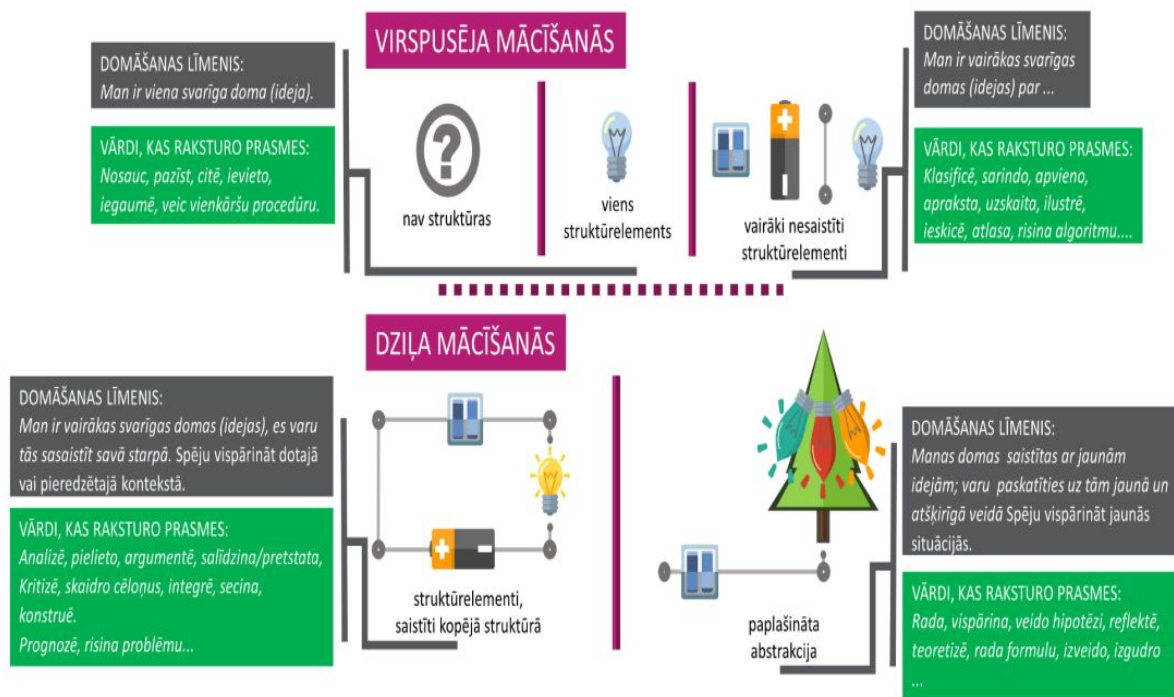 VIRSPUSĒJA MĀCĪŠANĀS
DOMĀŠANAS LĪMENIS:
Man ir viena svarīga doma (ideja).
VĀRDI, KAS RAKSTURO PRASMES:
Nosauc, pazīst, citē, ievieto,
iegaumē, veic vienkāršu procedūru.
nav struktūras
viens
struktūrelements
vairāki nesaistīti
struktūrelementi
DOMĀŠANAS LĪMENIS:
Man ir vairākas svarīgas
domas (idejas) par ...
VĀRDI, KAS RAKSTURO PRASMES:
Klasificē, sarindo, apvieno,
apraksta, uzskaita, ilustrē,
ieskicē, atlasa, risina algoritmu....
DZIĻA MĀCĪŠANĀS
DOMĀŠANAS LĪMENIS:
Man ir vairākas svarīgas domas (idejas), es varu
tās sasaistīt savā starpā. Spēju vispārināt dotajā
vai pieredzētajā kontekstā.
VĀRDI, KAS RAKSTURO PRASMES:
Analizē, pielieto, argumentē, salīdzina/pretstata,
Kritizē, skaidro cēloņus, integrē, secina,
konstruē.
Prognozē, risina problēmu...
struktūrelementi,
saistīti kopējā struktūrā
paplašināta
abstrakcija
DOMĀŠANAS LĪMENIS:
Manas domas saistītas ar jaunām
idejām; varu paskatīties uz tām jaunā un
atšķirīgā veidā Spēju vispārināt jaunās
situācijās.
VĀRDI, KAS RAKSTURO PRASMES:
Rada, vispārina, veido hipotēzi, reflektē,
teoretizē, rada formulu, izveido, izgudro
...